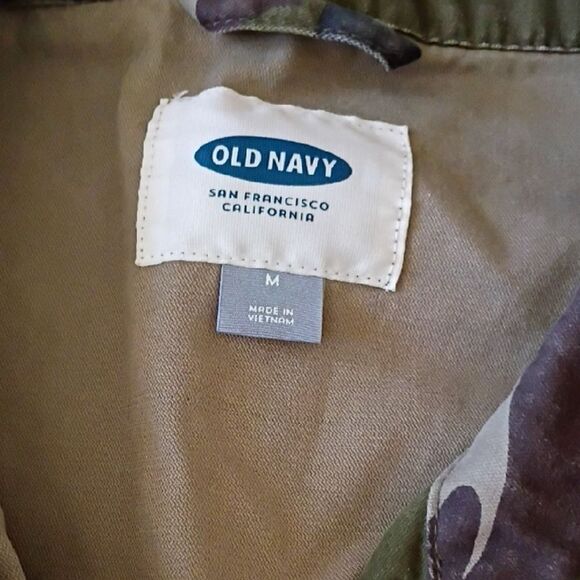 OLD NAVY
SAN FRANCISCO
CALIFORNIA
M
MADE IN
VIETNAM